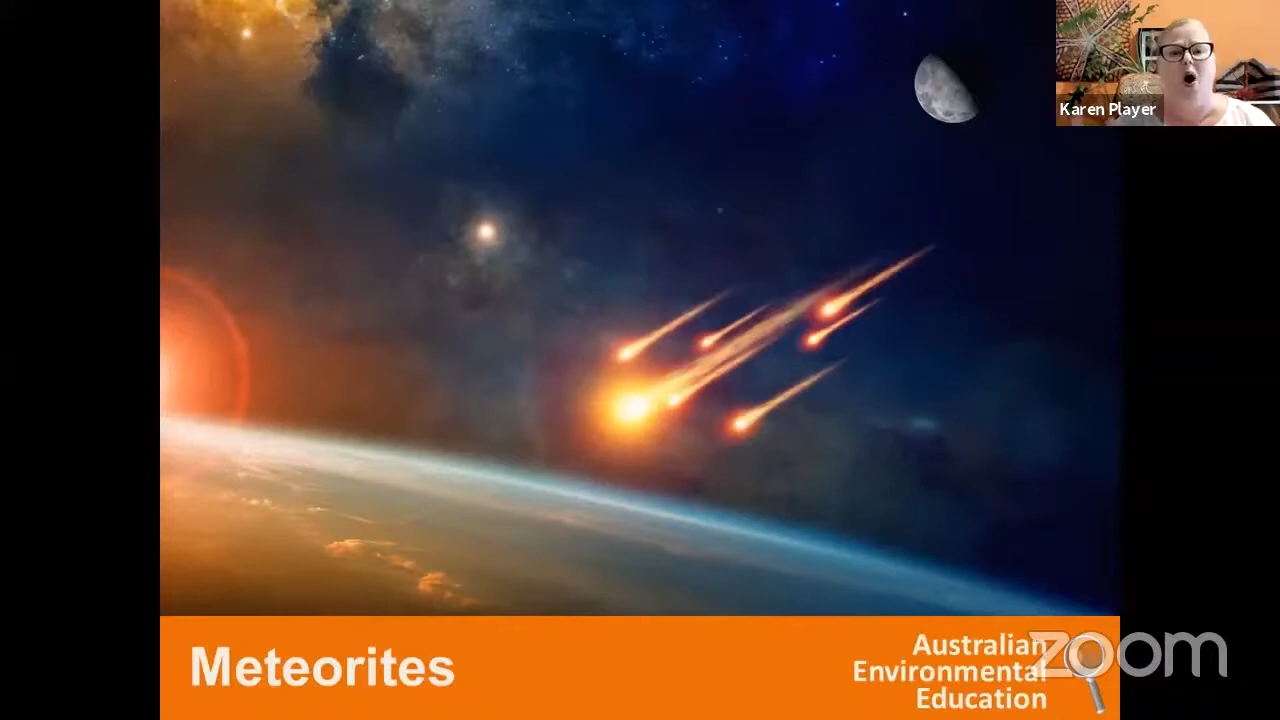 Karen Player
Meteorites
Australian
Environmental
Education
zoom